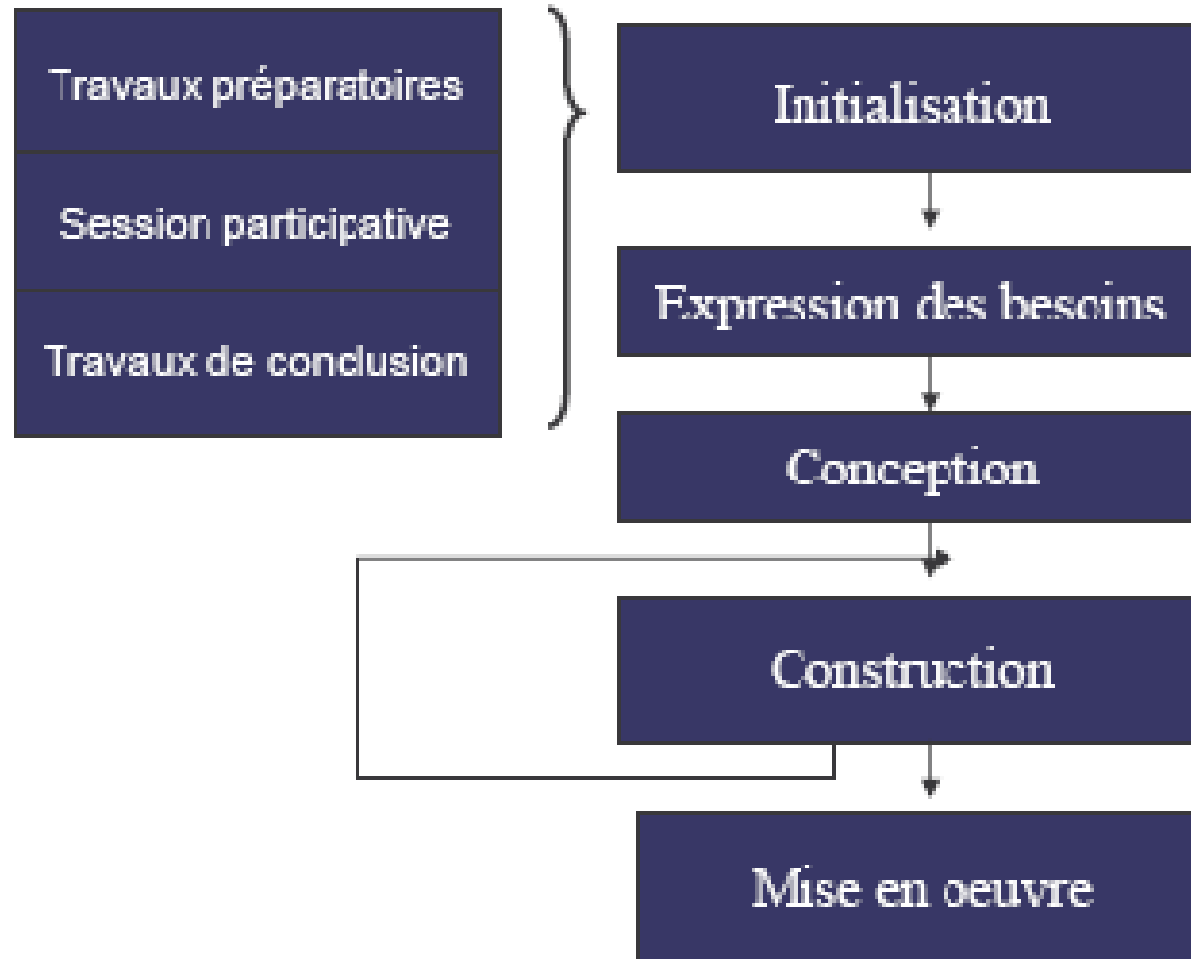 Travaux préparatoires
Session participative
Travaux de conclusion
Initialisation
Expression des besoins
Conception
Construction
Mise en oeuvre